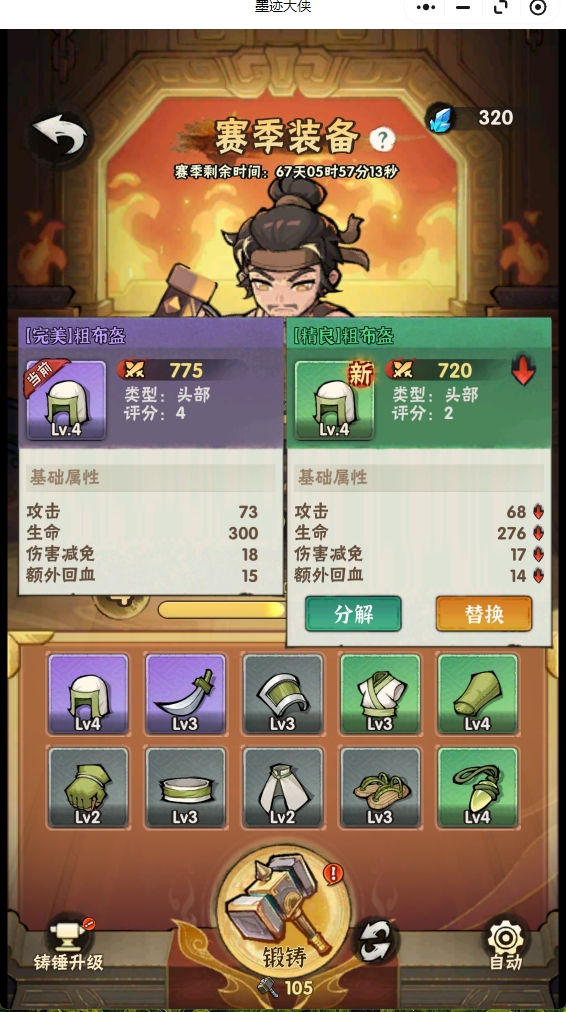 墨迹大侠
320
赛季装备
?
赛季剩余时间：67天05时57分13秒
[完美]粗布盔
当前
775
类型：头部
评分：4
Lv.4
基础属性
攻击 73
生命 300
伤害减免 18
额外回血 15
[精良]粗布盔
新
720
类型：头部
评分：2
Lv.4
基础属性
攻击 68
生命 276
伤害减免 17
额外回血 14
分解 替换
Lv4 Lv3 Lv3 Lv3 Lv4
Lv2 Lv3 Lv2 Lv3 Lv4
!
锻铸
铸锤升级
自动
105